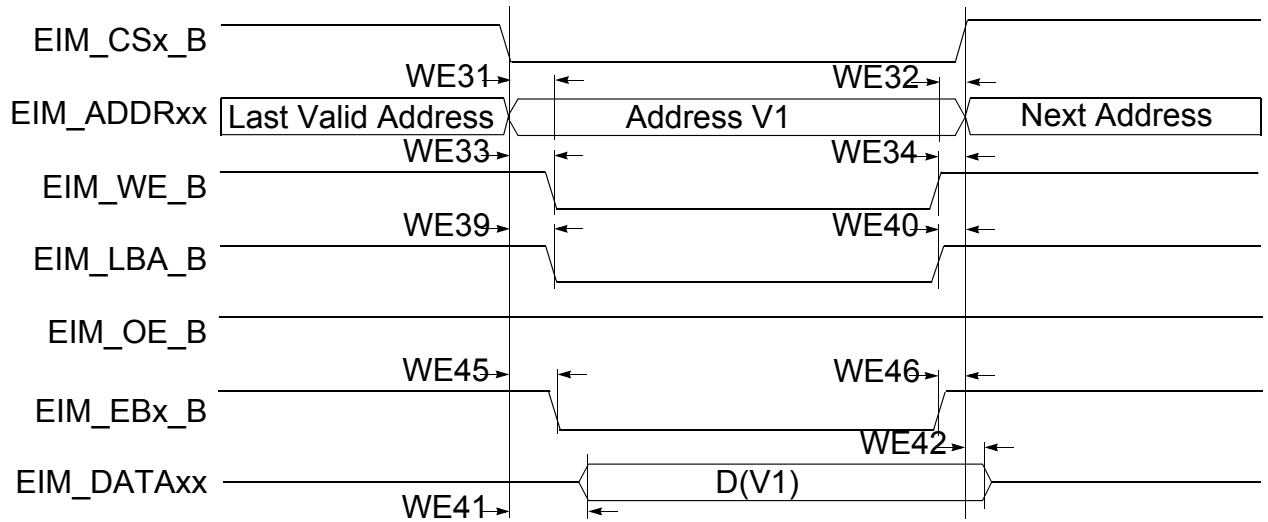 EIM_CSx_B
WE31 WE32
EIM_ADDRxx Last Valid Address Address V1 Next Address
WE33 WE34
EIM_WE_B
WE39 WE40
EIM_LBA_B
EIM_OE_B
WE45 WE46
EIM_EBx_B
WE42
EIM_DATAxx D(V1)
WE41